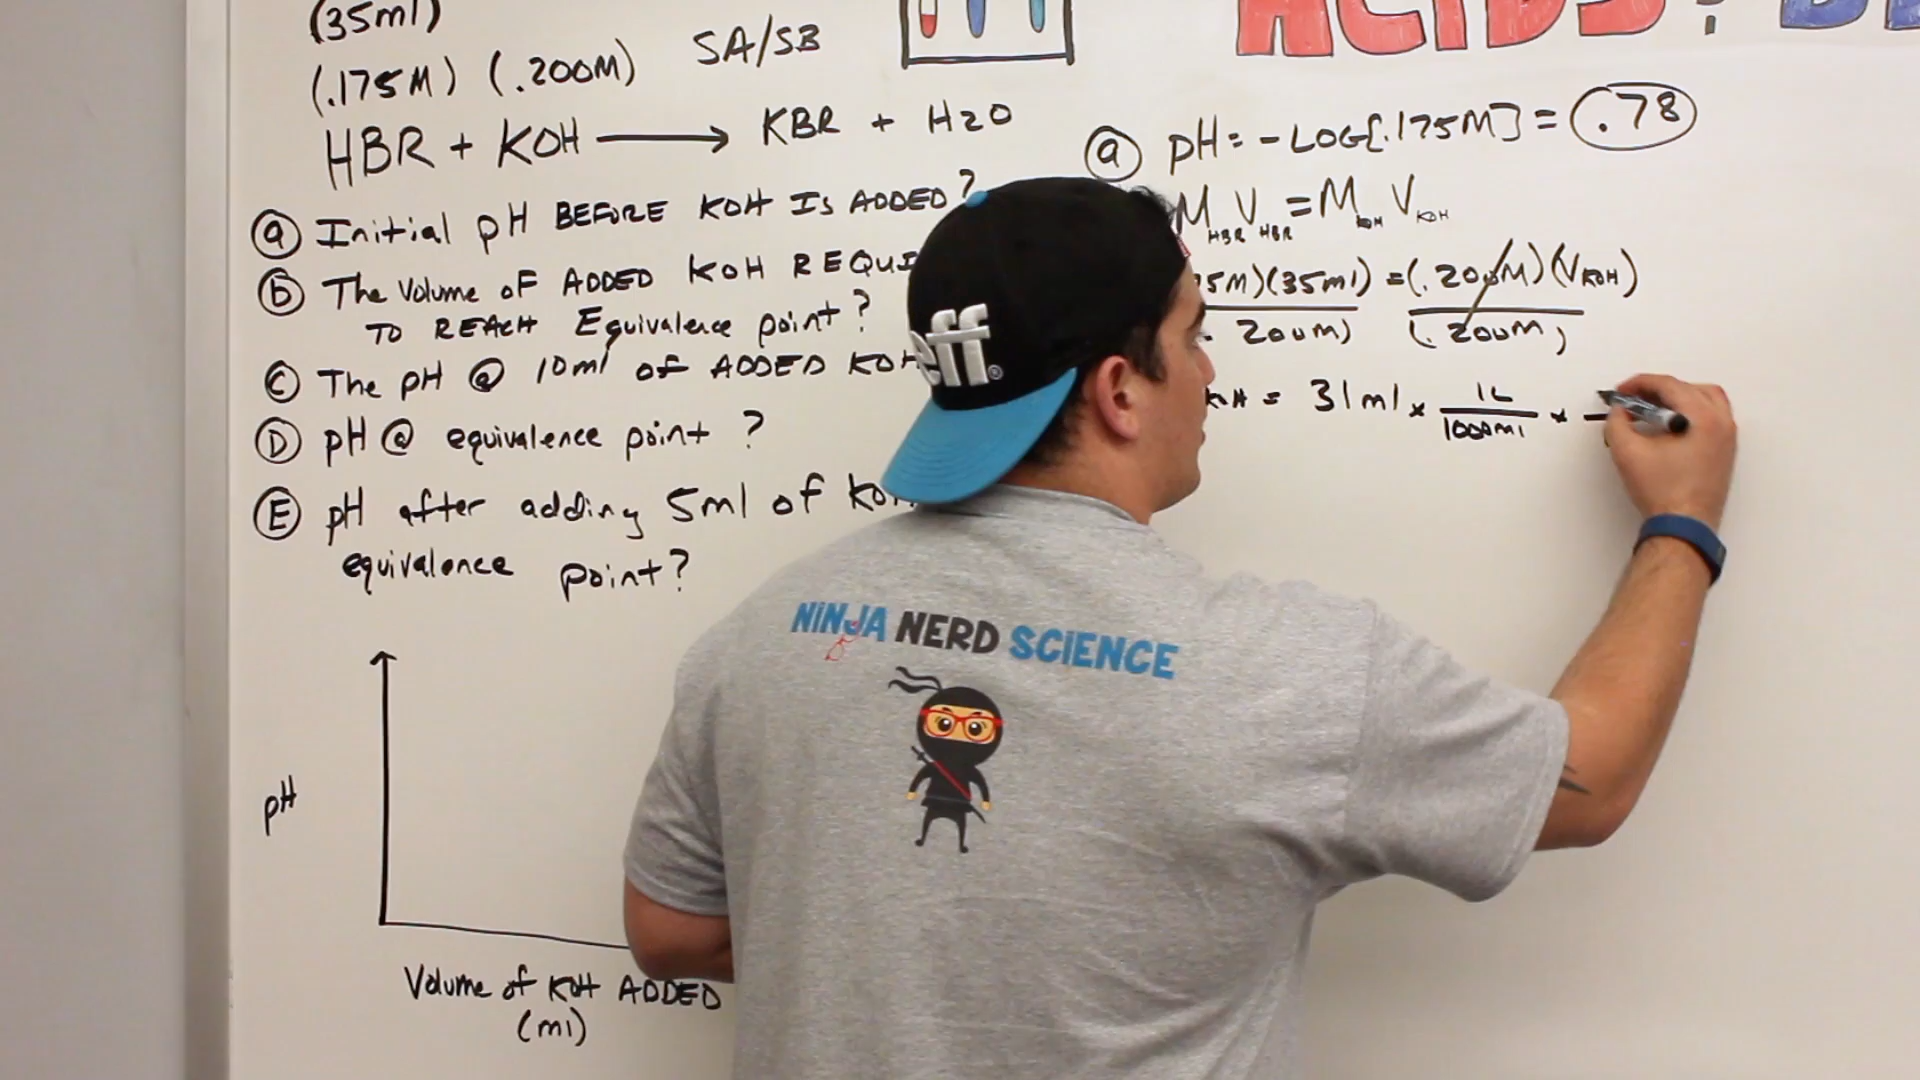 (35ml)
(.175M) (.200M) SA/SB
HBR + KOH ⟶ KBR + H2O
ⓐ Initial pH BEFORE KOH IS ADDED?
ⓑ The Volume of ADDED KOH REQUI
TO REACH Equivalence point?
Ⓒ The pH @ 10ml of ADDED KOH
Ⓓ pH @ equivalence point?
Ⓔ pH after adding 5ml of KOH
equivalence point?
pH
Volume of KOH ADDED
(ml)
ACIDS
ⓐ pH = -LOG[.175M] = .78
M HBR V HBR = M KOH V KOH
5M)(35ml) = (.200M)(VKOH)
200M) (.200M)
KOH = 31ml × 1L ×
1000ml
eff
NINJA NERD SCIENCE